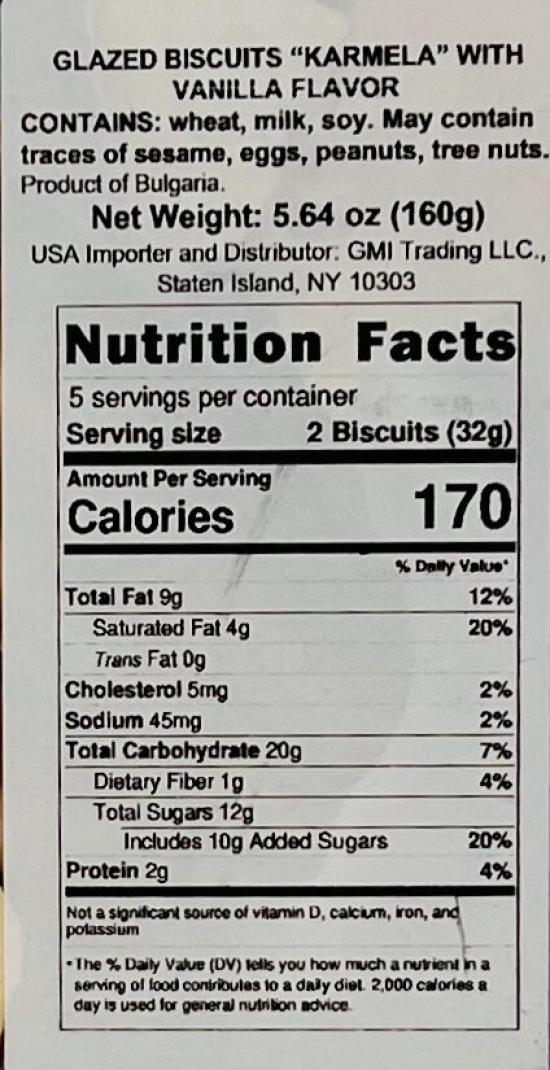 GLAZED BISCUITS “KARMELA” WITH
VANILLA FLAVOR
CONTAINS: wheat, milk, soy. May contain
traces of sesame, eggs, peanuts, tree nuts.
Product of Bulgaria.
Net Weight: 5.64 oz (160g)
USA Importer and Distributor: GMI Trading LLC.,
Staten Island, NY 10303
Nutrition Facts
5 servings per container
Serving size 2 Biscuits (32g)
Amount Per Serving
Calories 170
% Daily Value*
Total Fat 9g 12%
Saturated Fat 4g 20%
Trans Fat 0g
Cholesterol 5mg 2%
Sodium 45mg 2%
Total Carbohydrate 20g 7%
Dietary Fiber 1g 4%
Total Sugars 12g
Includes 10g Added Sugars 20%
Protein 2g 4%
Not a significant source of vitamin D, calcium, iron, and
potassium
*The % Daily Value (DV) tells you how much a nutrient in a
serving of food contributes to a daily diet. 2,000 calories a
day is used for general nutrition advice.